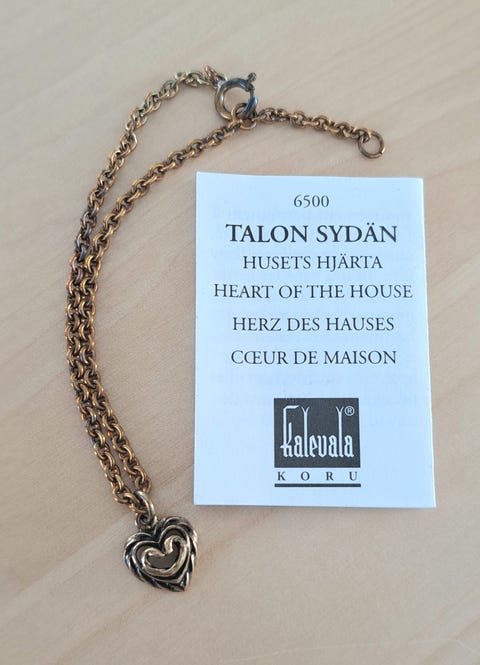 6500
TALON SYDÄN
HUSETS HJÄRTA
HEART OF THE HOUSE
HERZ DES HAUSES
CŒUR DE MAISON
Kalevala®
KORU